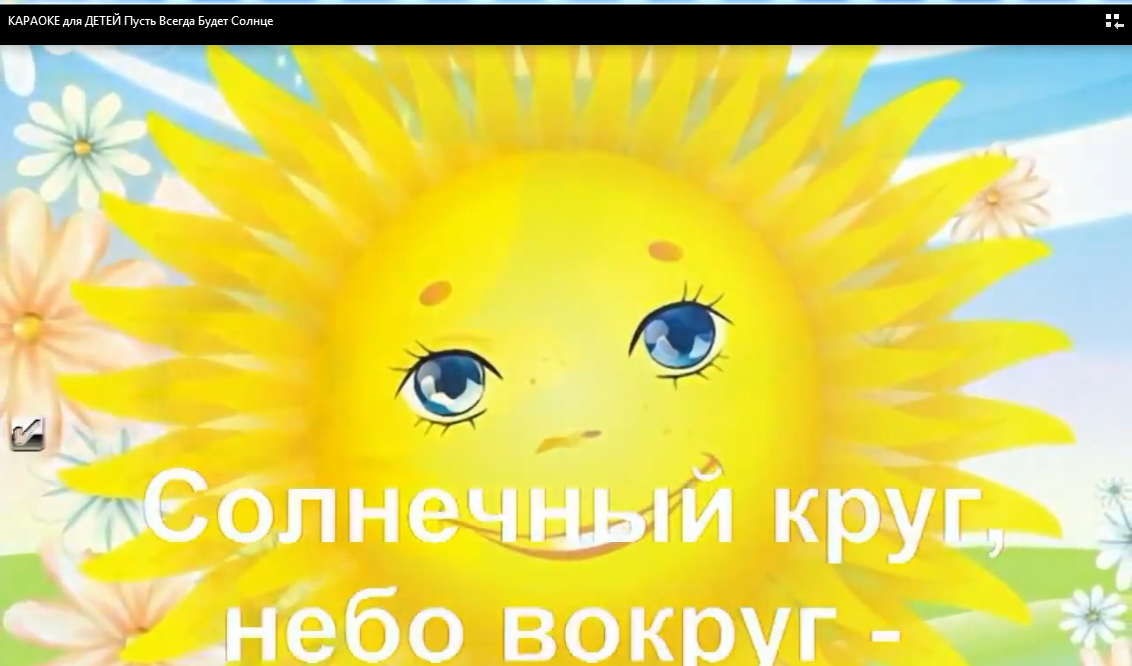 КАРАОКЕ для ДЕТЕЙ Пусть Всегда Будет Солнце
Солнечный круг,
небо вокруг -